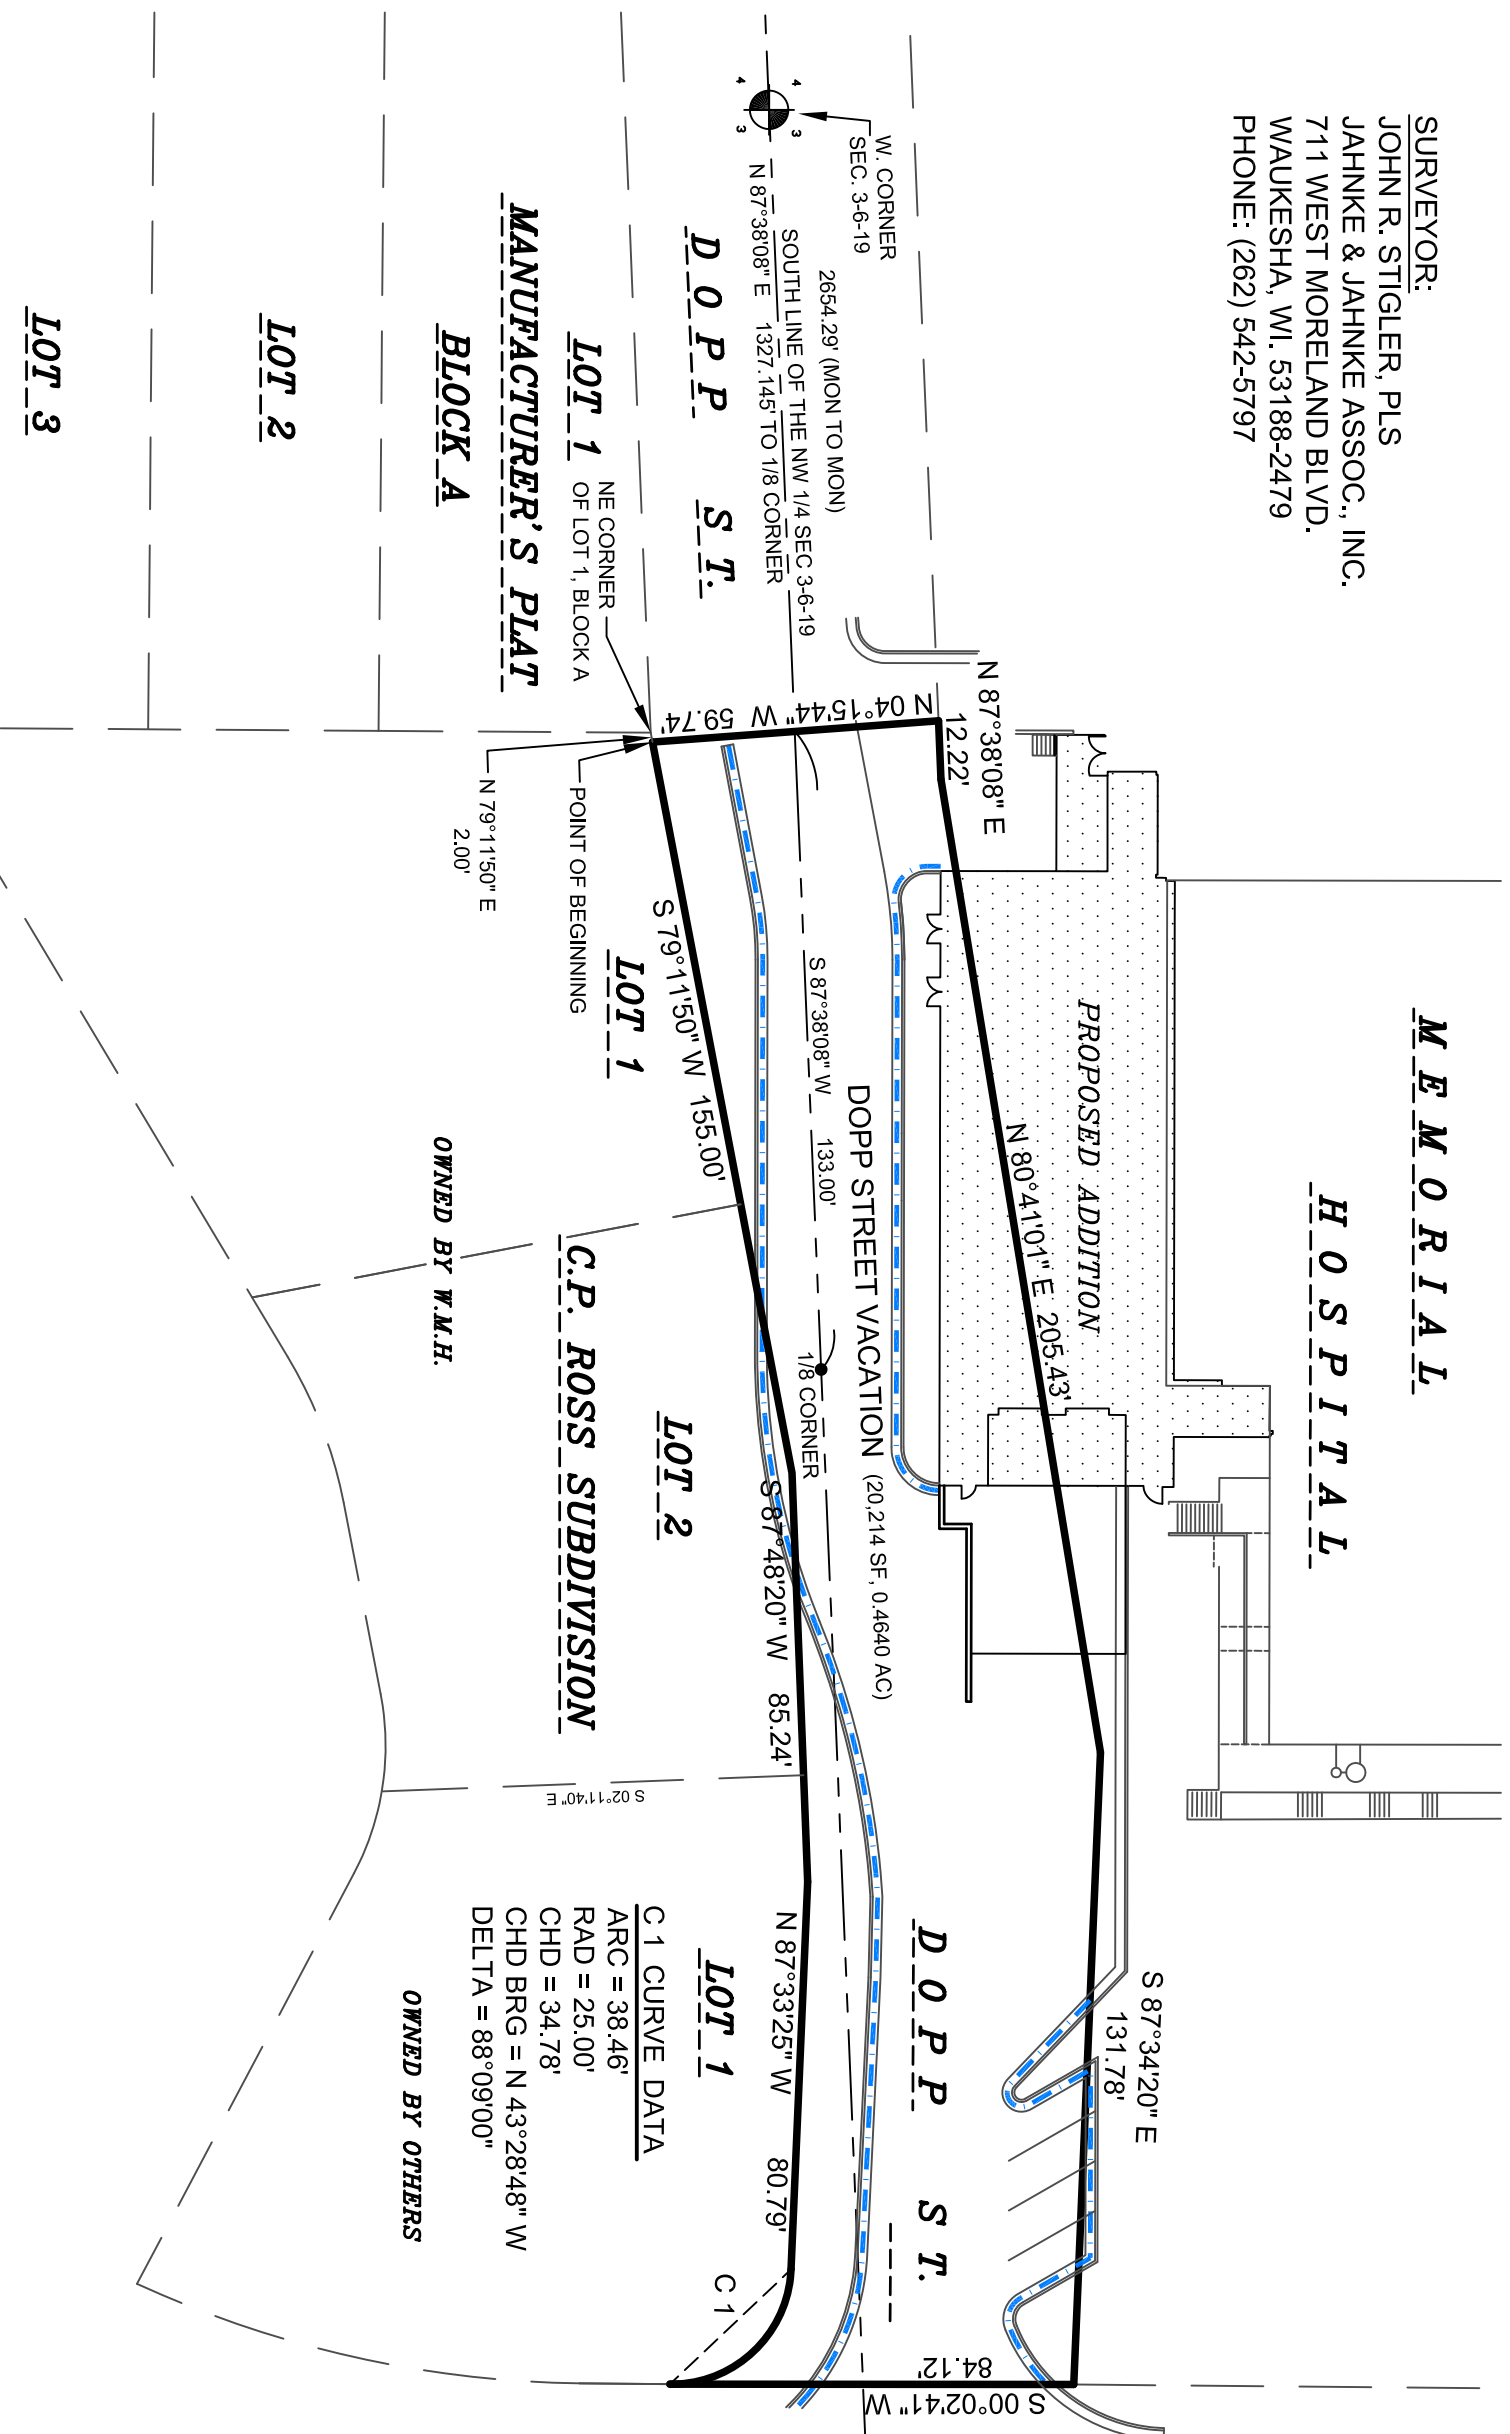 SURVEYOR:
JOHN R. STIGLER, PLS
JAHNKE & JAHNKE ASSOC., INC.
711 WEST MORELAND BLVD.
WAUKESHA, WI. 53188-2479
PHONE: (262) 542-5797
MEMORIAL
HOSPITAL
PROPOSED ADDITION
W. CORNER
SEC. 3-6-19
4
3
4
3
2654.29' (MON TO MON)
SOUTH LINE OF THE NW 1/4 SEC 3-6-19
N 87°38'08" E 1327.145' TO 1/8 CORNER
DOPP ST.
N 87°38'08" E
12.22'
N 04°15'44" W 59.74'
N 80°41'01" E 205.43'
S 87°34'20" E
131.78'
DOPP STREET VACATION (20,214 SF, 0.4640 AC)
S 87°38'08" W 133.00'
1/8 CORNER
DOPP ST.
84.12'
S 00°02'41" W
NE CORNER
OF LOT 1, BLOCK A
LOT 1
MANUFACTURER'S PLAT
BLOCK A
LOT 2
LOT 3
POINT OF BEGINNING
N 79°11'50" E
2.00'
S 79°11'50" W 155.00'
LOT 1
OWNED BY W.M.H.
LOT 2
C.P. ROSS SUBDIVISION
S 87°48'20" W 85.24'
S 02°11'40" E
N 87°33'25" W 80.79'
LOT 1
C 1
C 1 CURVE DATA
ARC = 38.46'
RAD = 25.00'
CHD = 34.78'
CHD BRG = N 43°28'48" W
DELTA = 88°09'00"
OWNED BY OTHERS